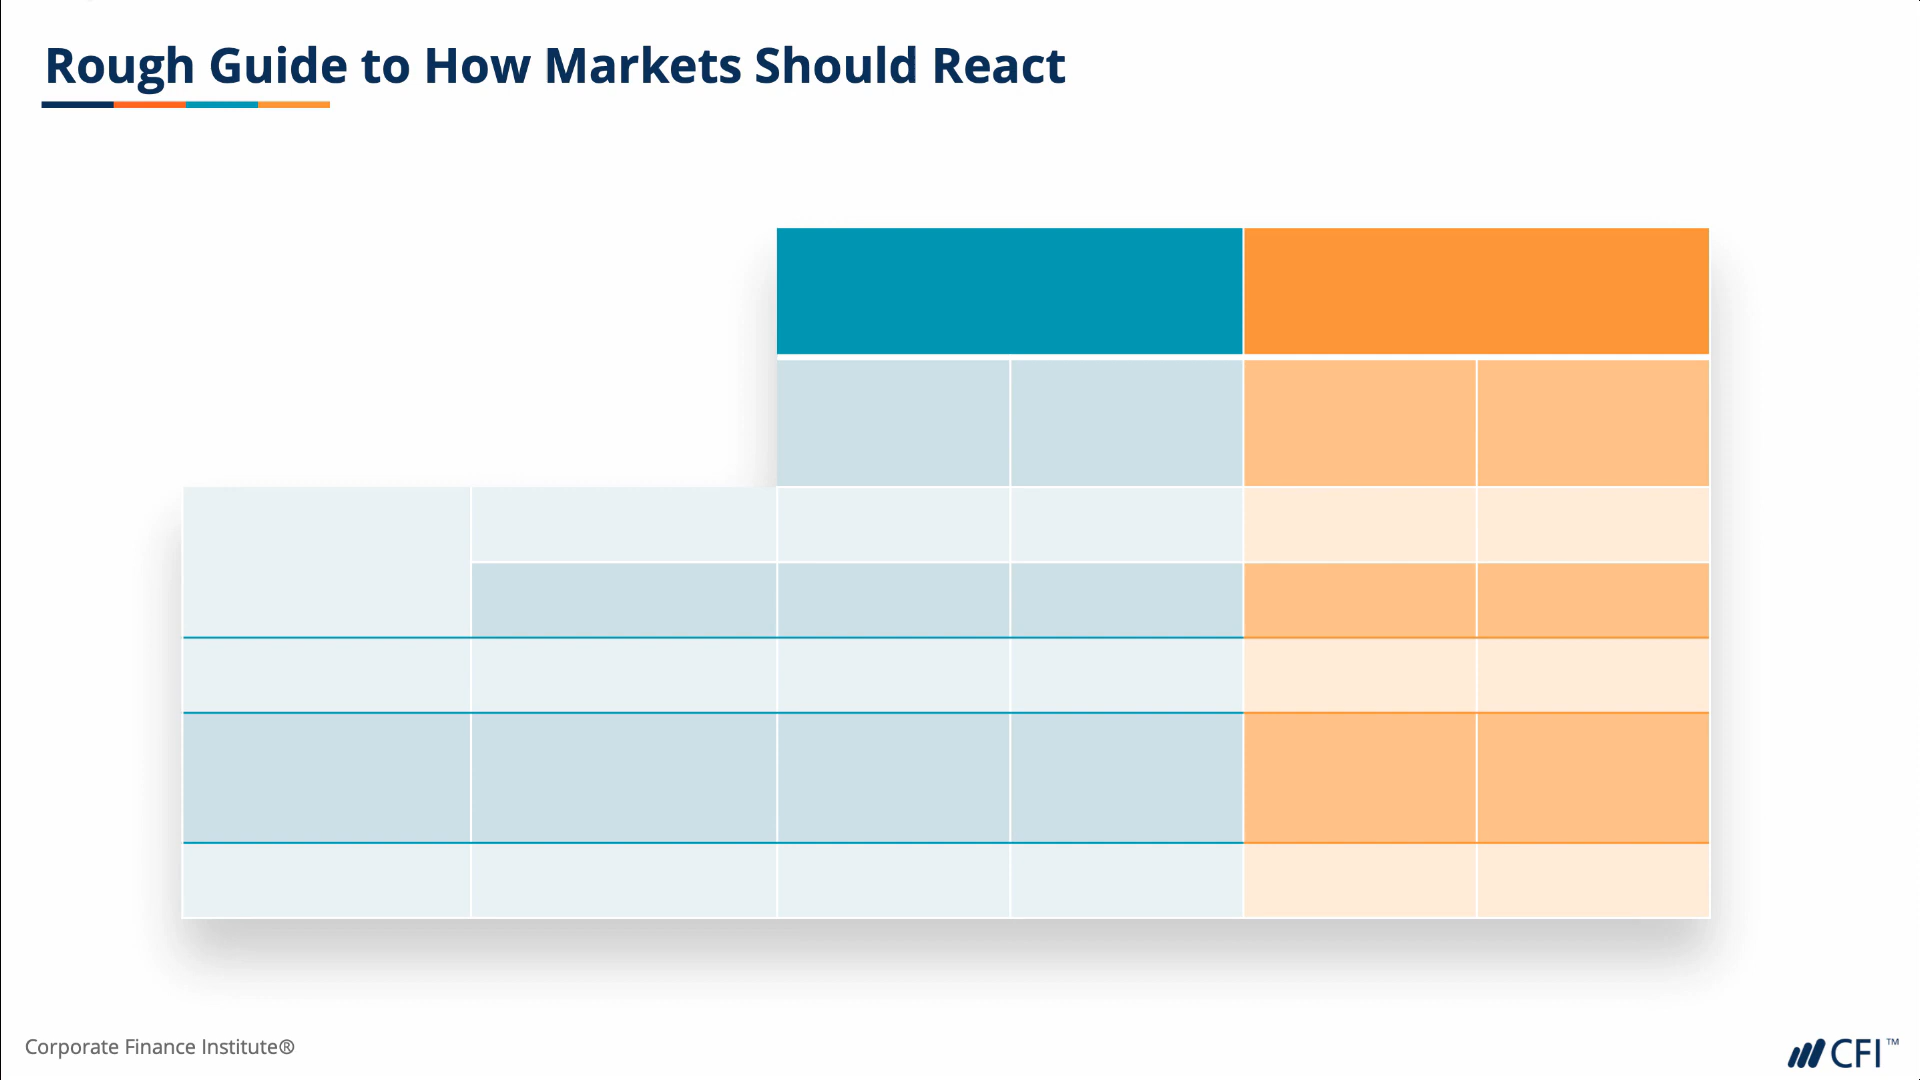 Rough Guide to How Markets Should React
Corporate Finance Institute®
CFI™